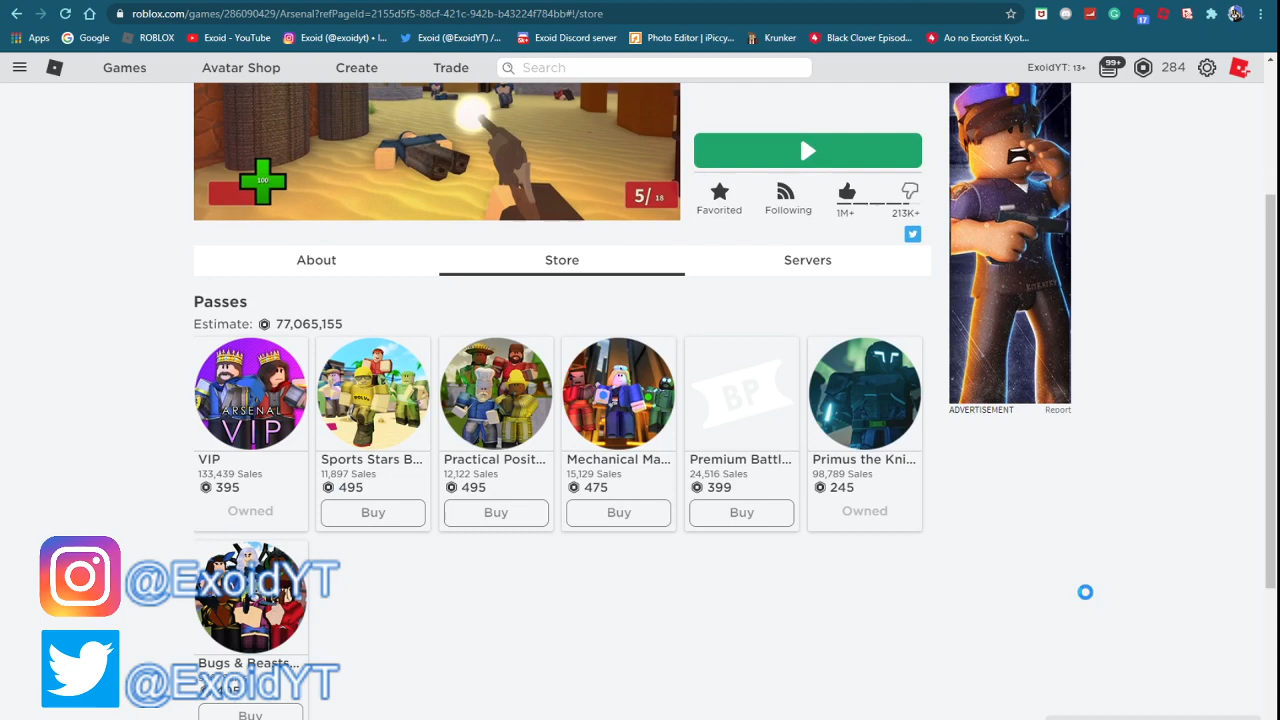 roblox.com/games/286090429/Arsenal?refPageId=2155d5f5-88cf-421c-942b-b43224f784bb#!/store
17
Apps Google ROBLOX Exoid - YouTube Exoid (@exoidyt) • I... Exoid (@ExoidYT) /... Exoid Discord server Photo Editor | iPiccy... Krunker Black Clover Episod... Ao no Exorcist Kyot...
Games Avatar Shop Create Trade Search ExoidYT: 13+ 99+ 284
100
5/18
Favorited Following 1M+ 213K+
About Store Servers
ADVERTISEMENT Report
Passes
Estimate: 77,065,155
ARSENAL VIP
BP
VIP Sports Stars B... Practical Posit... Mechanical Ma... Premium Battl... Primus the Kni...
133,439 Sales 11,897 Sales 12,122 Sales 15,129 Sales 24,516 Sales 98,789 Sales
395 495 495 475 399 245
Owned Buy Buy Buy Buy Owned
@ExoidYT
Bugs & Beasts...
@ExoidYT
Buy